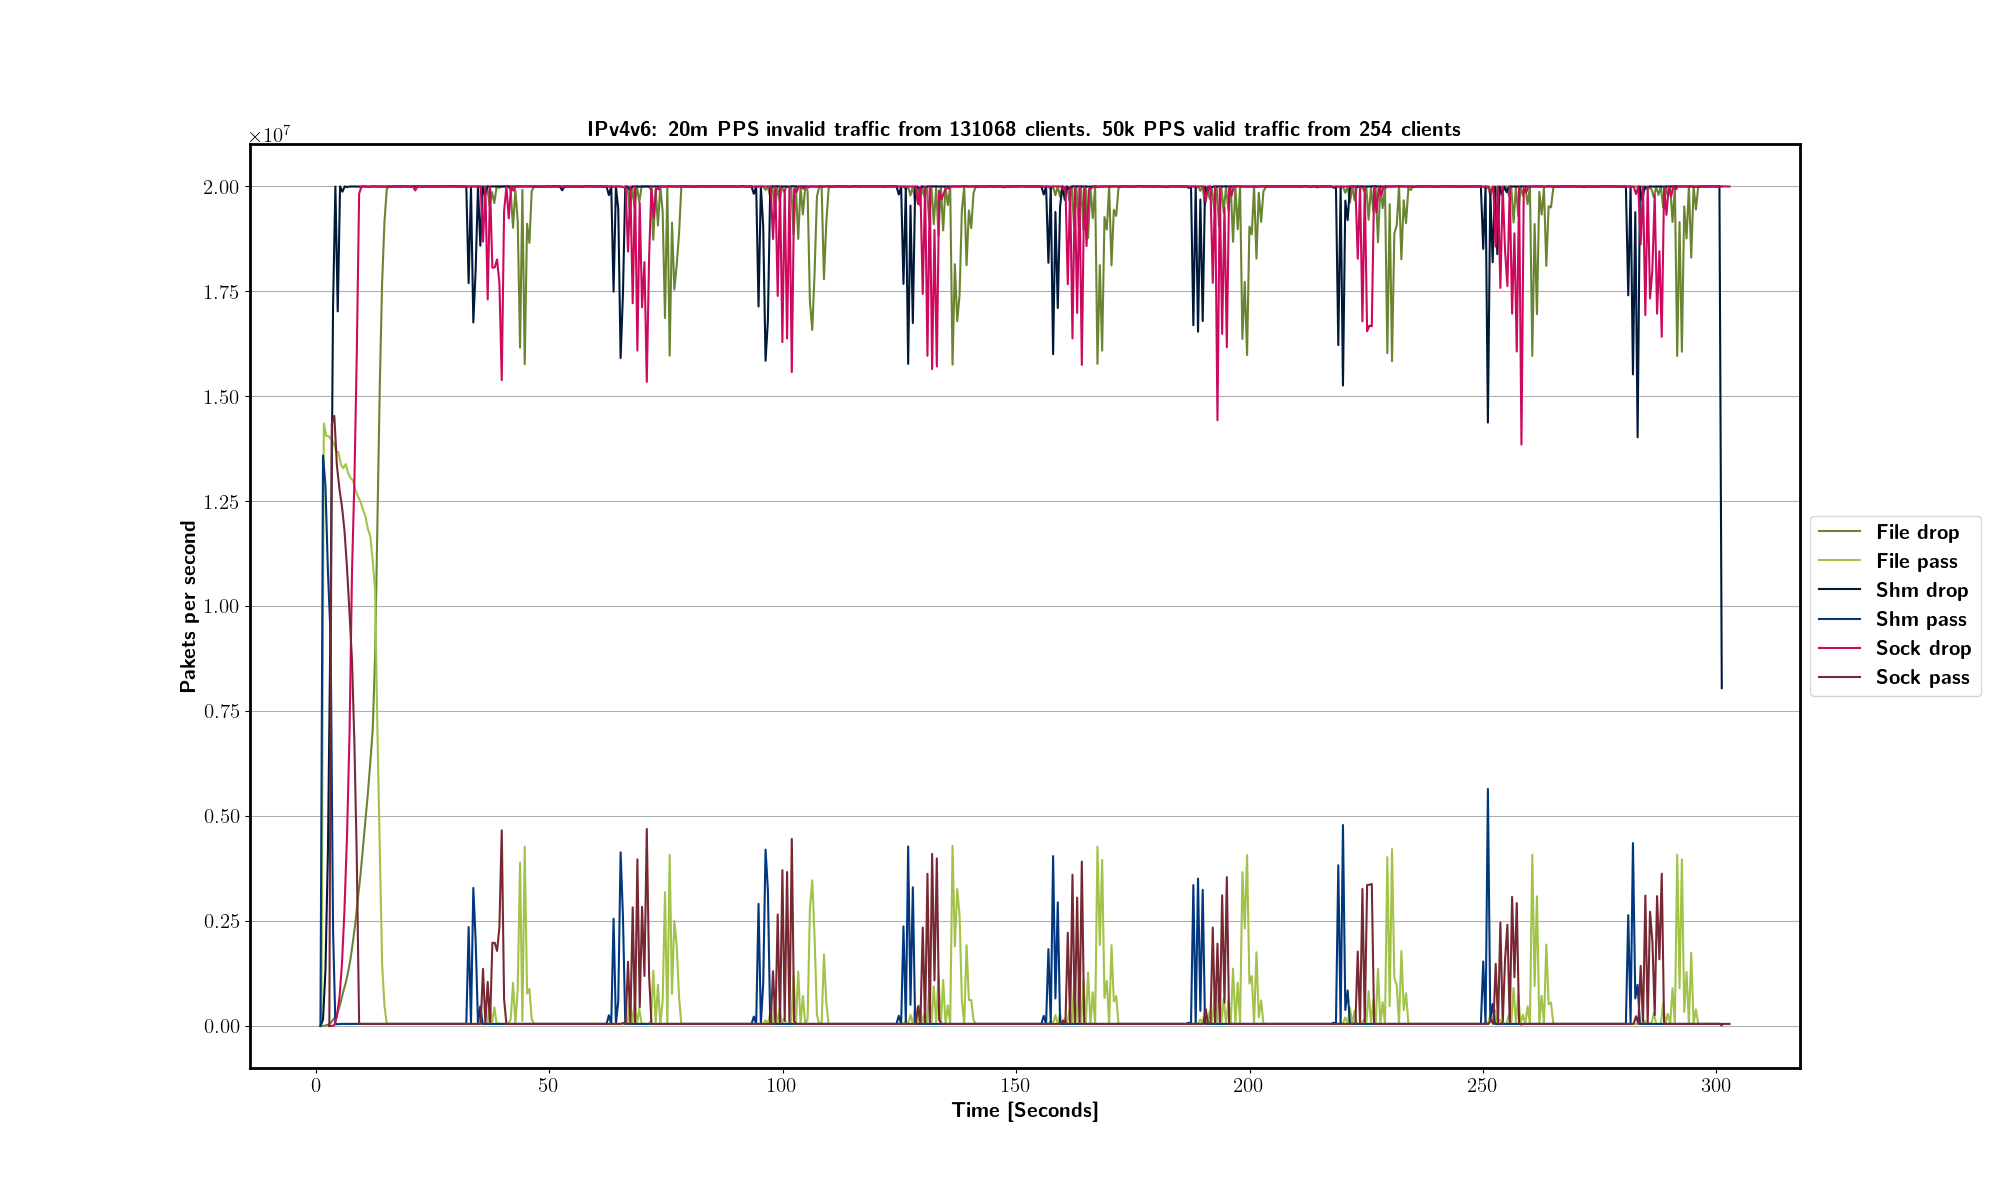 IPv4v6: 20m PPS invalid traffic from 131068 clients. 50k PPS valid traffic from 254 clients
×10⁷
2.00
1.75
1.50
1.25
1.00
0.75
0.50
0.25
0.00
Pakets per second
0 50 100 150 200 250 300
Time [Seconds]
File drop
File pass
Shm drop
Shm pass
Sock drop
Sock pass